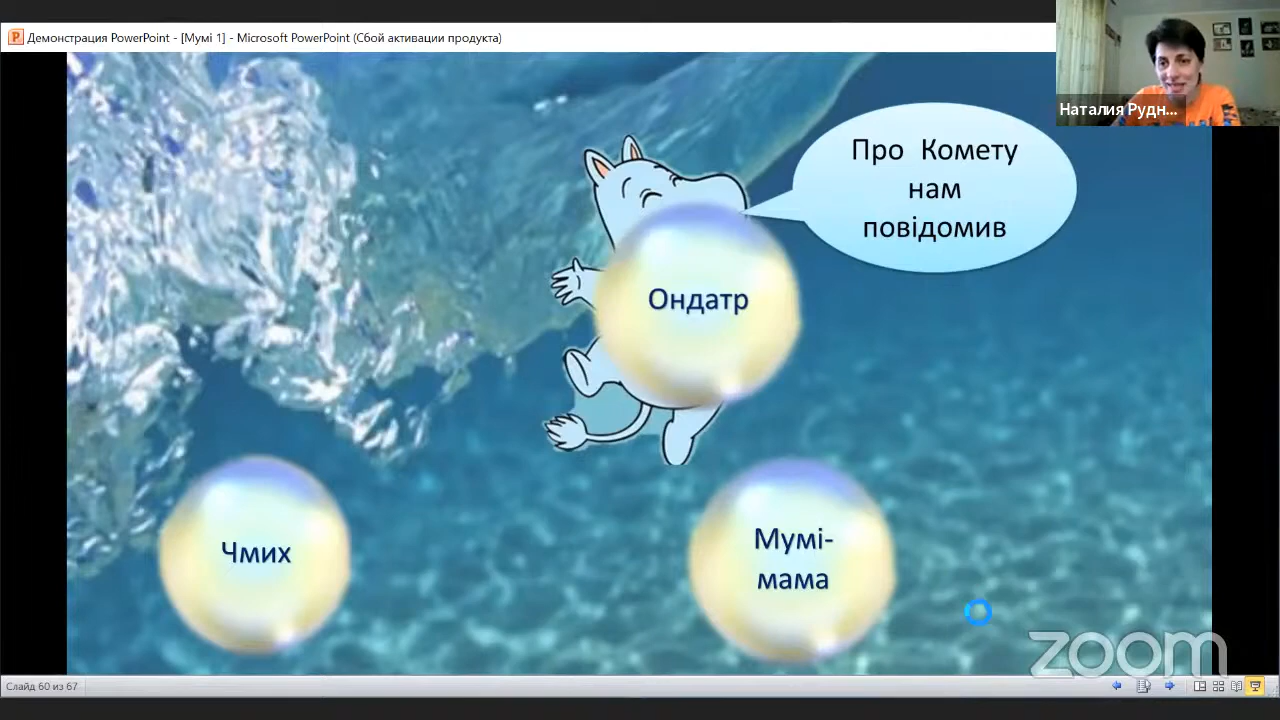 Демонстрация PowerPoint - [Мумі 1] - Microsoft PowerPoint (Сбой активации продукта)
Наталия Рудн...
Про Комету
нам
повідомив
Ондатр
Чмих
Мумі-
мама
zoom
Слайд 60 из 67